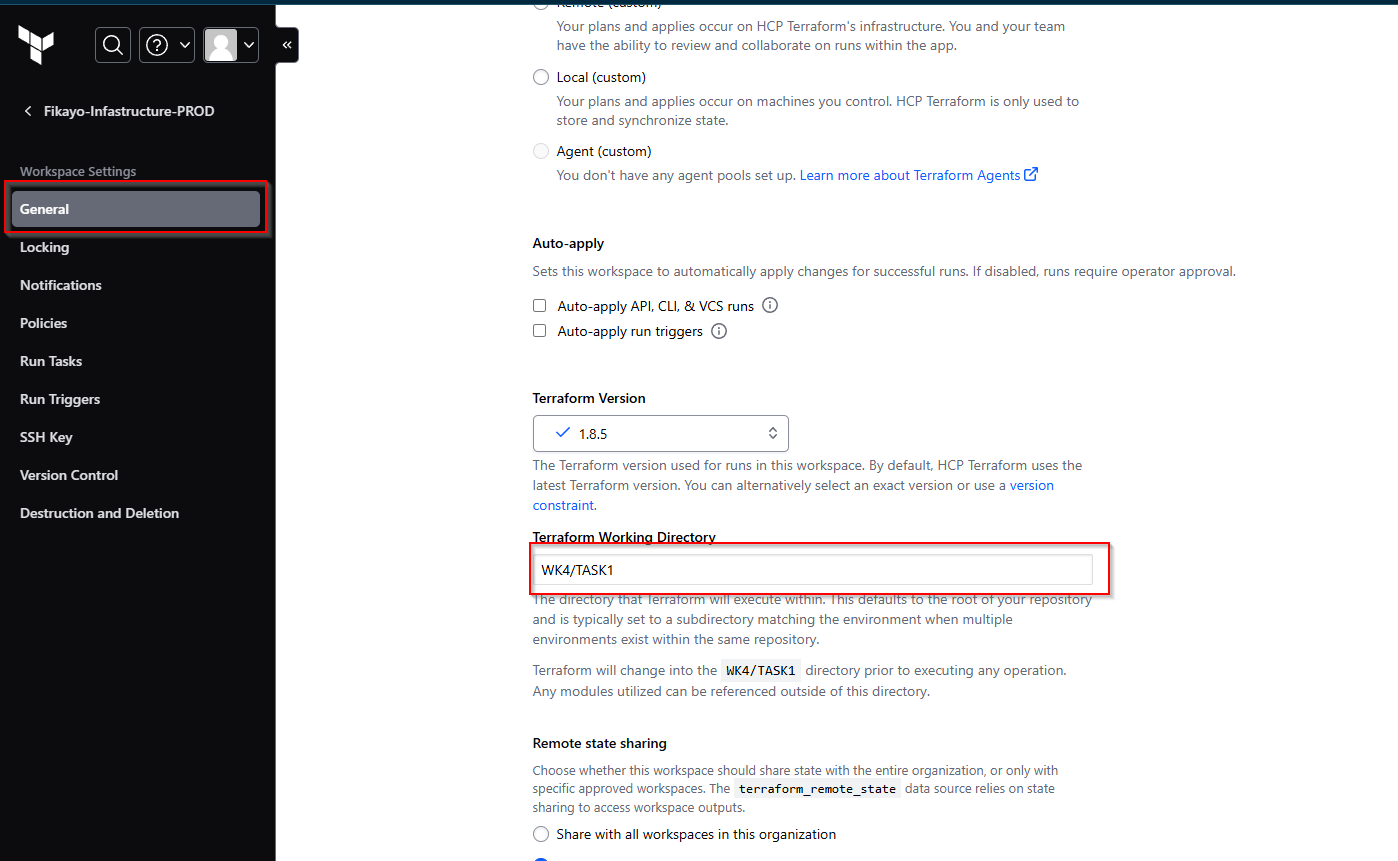 Remote (custom)
Your plans and applies occur on HCP Terraform's infrastructure. You and your team
have the ability to review and collaborate on runs within the app.
Local (custom)
Your plans and applies occur on machines you control. HCP Terraform is only used to
store and synchronize state.
Agent (custom)
You don't have any agent pools set up. Learn more about Terraform Agents
Fikayo-Infastructure-PROD
Workspace Settings
General
Locking
Notifications
Policies
Run Tasks
Run Triggers
SSH Key
Version Control
Destruction and Deletion
Auto-apply
Sets this workspace to automatically apply changes for successful runs. If disabled, runs require operator approval.
Auto-apply API, CLI, & VCS runs
Auto-apply run triggers
Terraform Version
1.8.5
The Terraform version used for runs in this workspace. By default, HCP Terraform uses the
latest Terraform version. You can alternatively select an exact version or use a version
constraint.
Terraform Working Directory
WK4/TASK1
The directory that Terraform will execute within. This defaults to the root of your repository
and is typically set to a subdirectory matching the environment when multiple
environments exist within the same repository.
Terraform will change into the WK4/TASK1 directory prior to executing any operation.
Any modules utilized can be referenced outside of this directory.
Remote state sharing
Choose whether this workspace should share state with the entire organization, or only with
specific approved workspaces. The terraform_remote_state data source relies on state
sharing to access workspace outputs.
Share with all workspaces in this organization